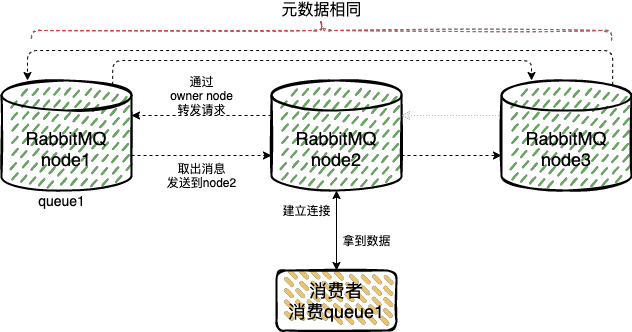 元数据相同
通过
owner node
转发请求
RabbitMQ
node1
RabbitMQ
node2
RabbitMQ
node3
取出消息
发送到node2
queue1
建立连接
拿到数据
消费者
消费queue1